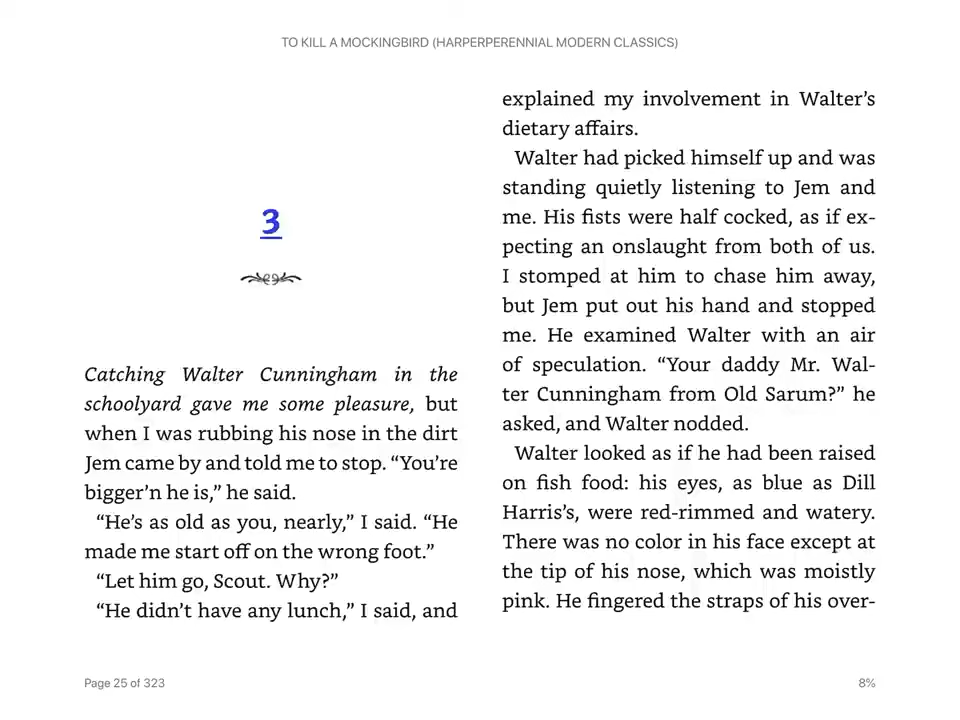 TO KILL A MOCKINGBIRD (HARPERPERENNIAL MODERN CLASSICS)
3
Catching Walter Cunningham in the
schoolyard gave me some pleasure, but
when I was rubbing his nose in the dirt
Jem came by and told me to stop. “You’re
bigger’n he is,” he said.
“He’s as old as you, nearly,” I said. “He
made me start off on the wrong foot.”
“Let him go, Scout. Why?”
“He didn’t have any lunch,” I said, and
explained my involvement in Walter’s
dietary affairs.
Walter had picked himself up and was
standing quietly listening to Jem and
me. His fists were half cocked, as if ex-
pecting an onslaught from both of us.
I stomped at him to chase him away,
but Jem put out his hand and stopped
me. He examined Walter with an air
of speculation. “Your daddy Mr. Wal-
ter Cunningham from Old Sarum?” he
asked, and Walter nodded.
Walter looked as if he had been raised
on fish food: his eyes, as blue as Dill
Harris’s, were red-rimmed and watery.
There was no color in his face except at
the tip of his nose, which was moistly
pink. He fingered the straps of his over-
Page 25 of 323
8%